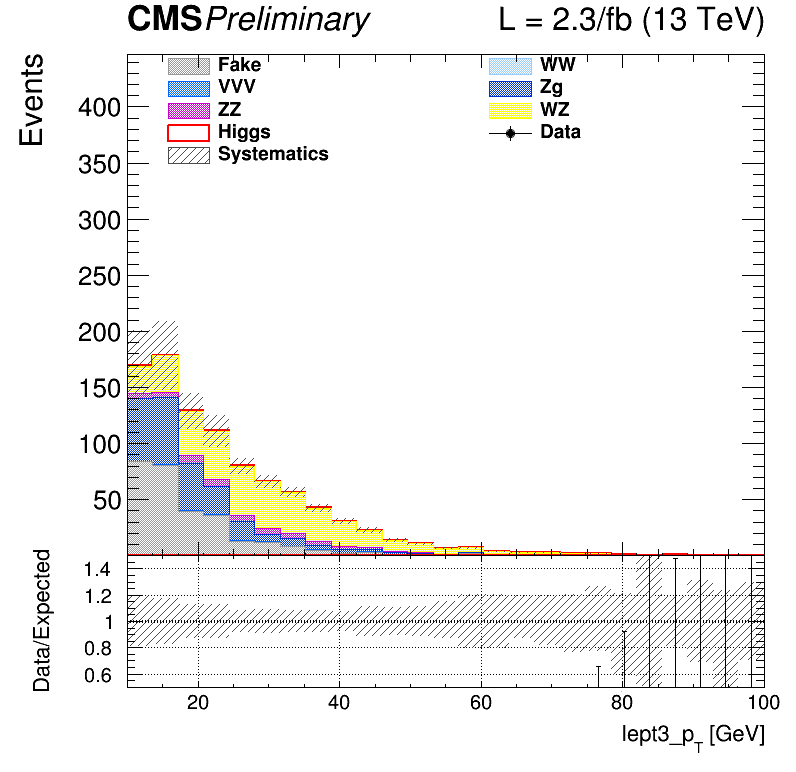 CMSPreliminary L = 2.3/fb (13 TeV)
Events
Fake WW
VVV Zg
ZZ WZ
Higgs Data
Systematics
400
350
300
250
200
150
100
50
Data/Expected
1.4
1.2
1
0.8
0.6
20 40 60 80 100
lept3_p_T [GeV]